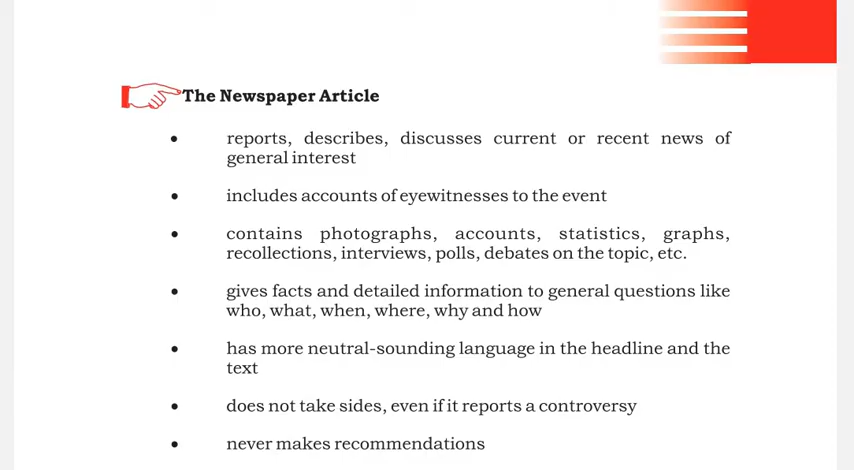 The Newspaper Article
• reports, describes, discusses current or recent news of
general interest
• includes accounts of eyewitnesses to the event
• contains photographs, accounts, statistics, graphs,
recollections, interviews, polls, debates on the topic, etc.
• gives facts and detailed information to general questions like
who, what, when, where, why and how
• has more neutral-sounding language in the headline and the
text
• does not take sides, even if it reports a controversy
• never makes recommendations